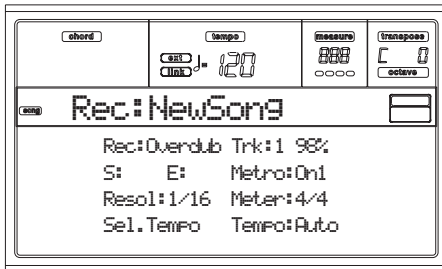 chord tempo measure transpose
ext link ♩= 120 888 C 0
octave
song Rec:NewSong
Rec:Overdub Trk:1 98%
S: E: Metro:On1
Resol:1/16 Meter:4/4
Sel.Tempo Tempo:Auto